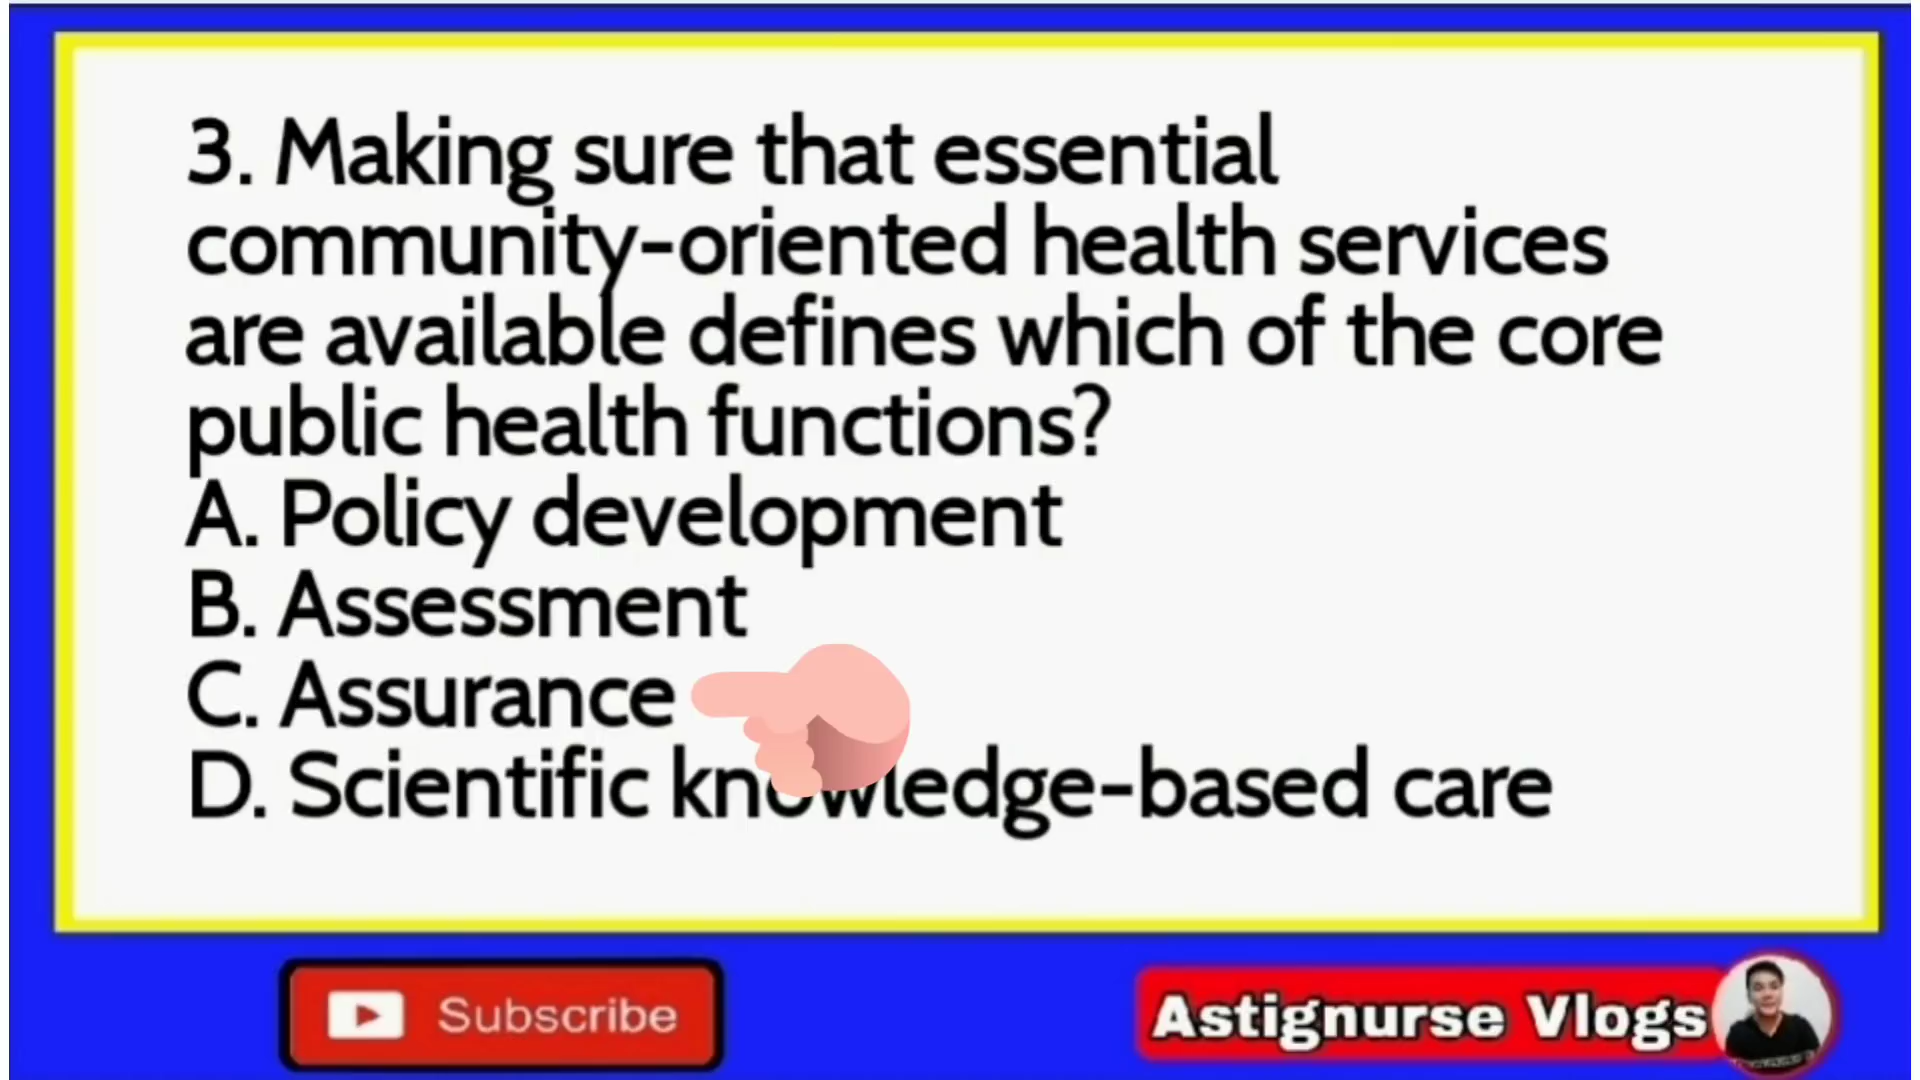 3. Making sure that essential
community-oriented health services
are available defines which of the core
public health functions?
A. Policy development
B. Assessment
C. Assurance
D. Scientific knowledge-based care
Subscribe
Astignurse Vlogs